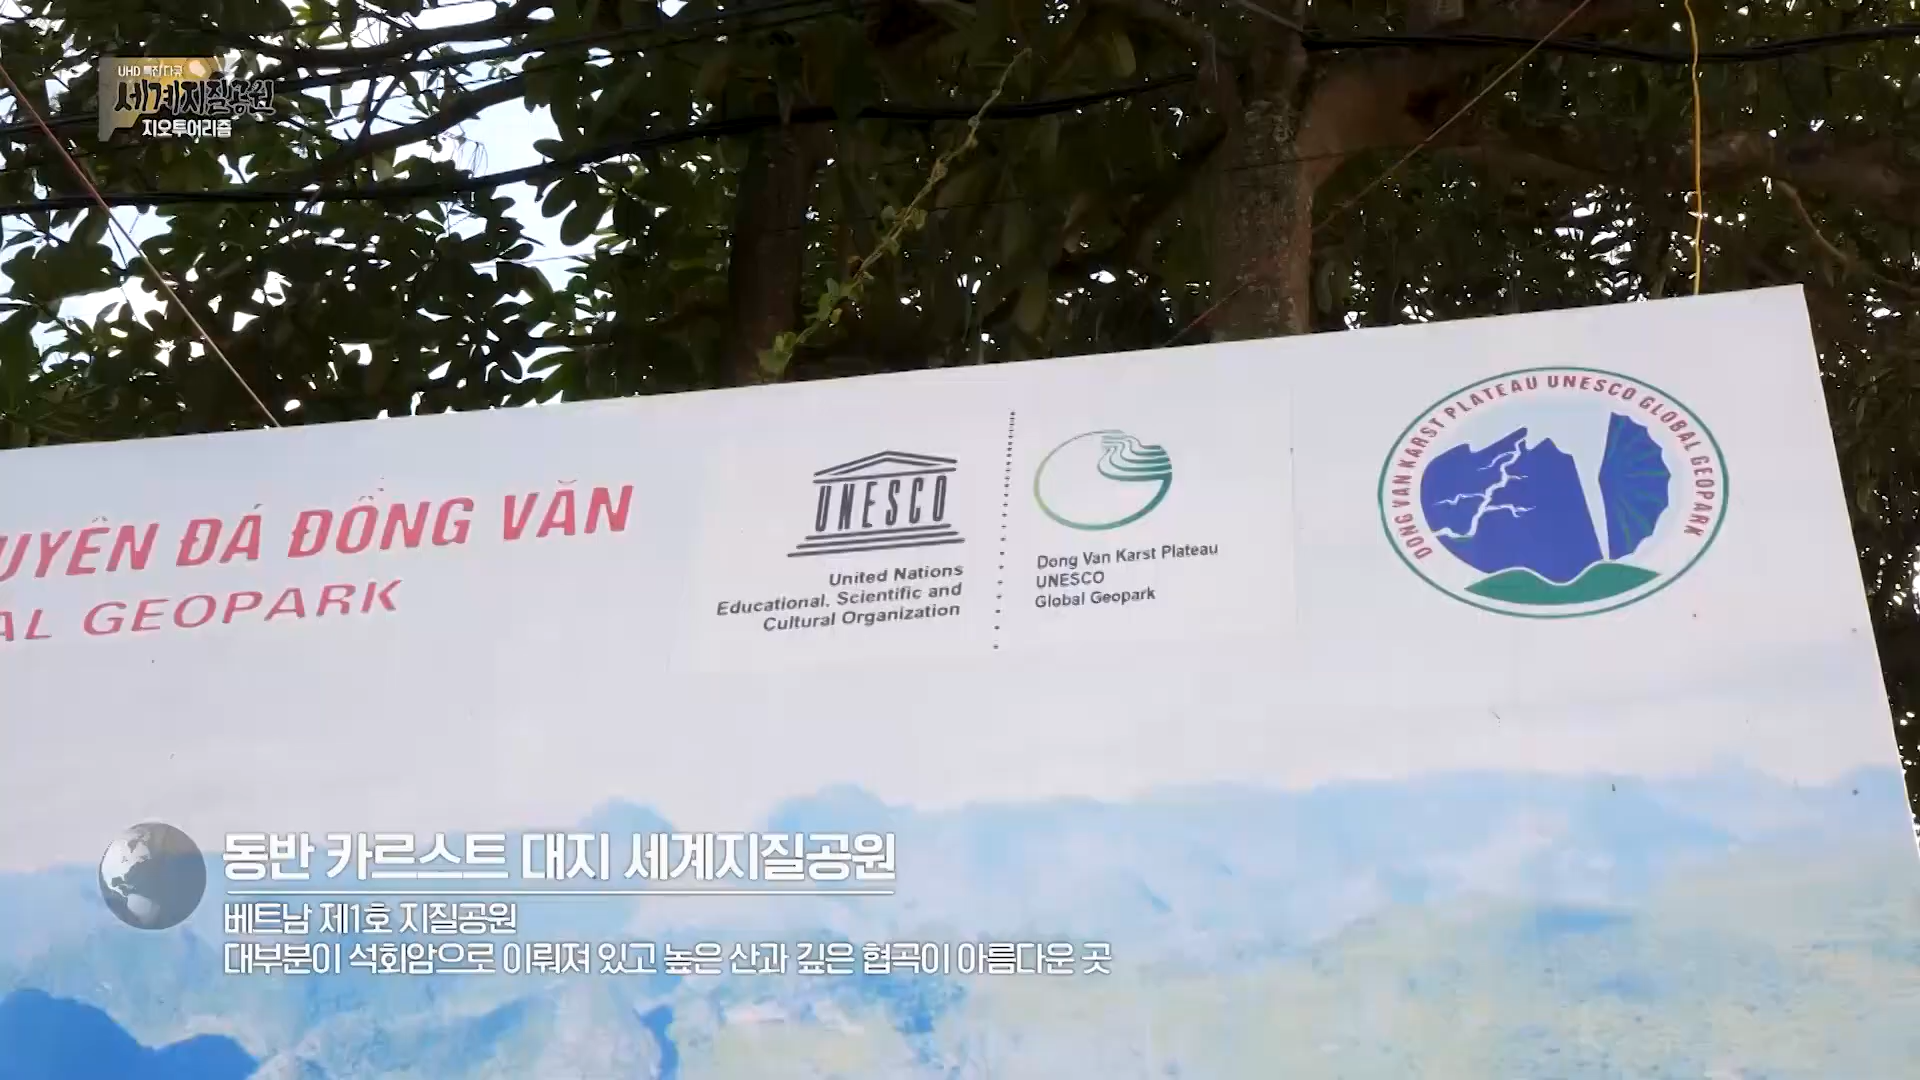 UHD 특집다큐
세계지질공원
지오투어리즘
UYÊN ĐÁ ĐỒNG VĂN
AL GEOPARK
UNESCO
United Nations
Educational, Scientific and
Cultural Organization
Dong Van Karst Plateau
UNESCO
Global Geopark
DONG VAN KARST PLATEAU UNESCO GLOBAL GEOPARK
동반 카르스트 대지 세계지질공원
베트남 제1호 지질공원
대부분이 석회암으로 이뤄져 있고 높은 산과 깊은 협곡이 아름다운 곳